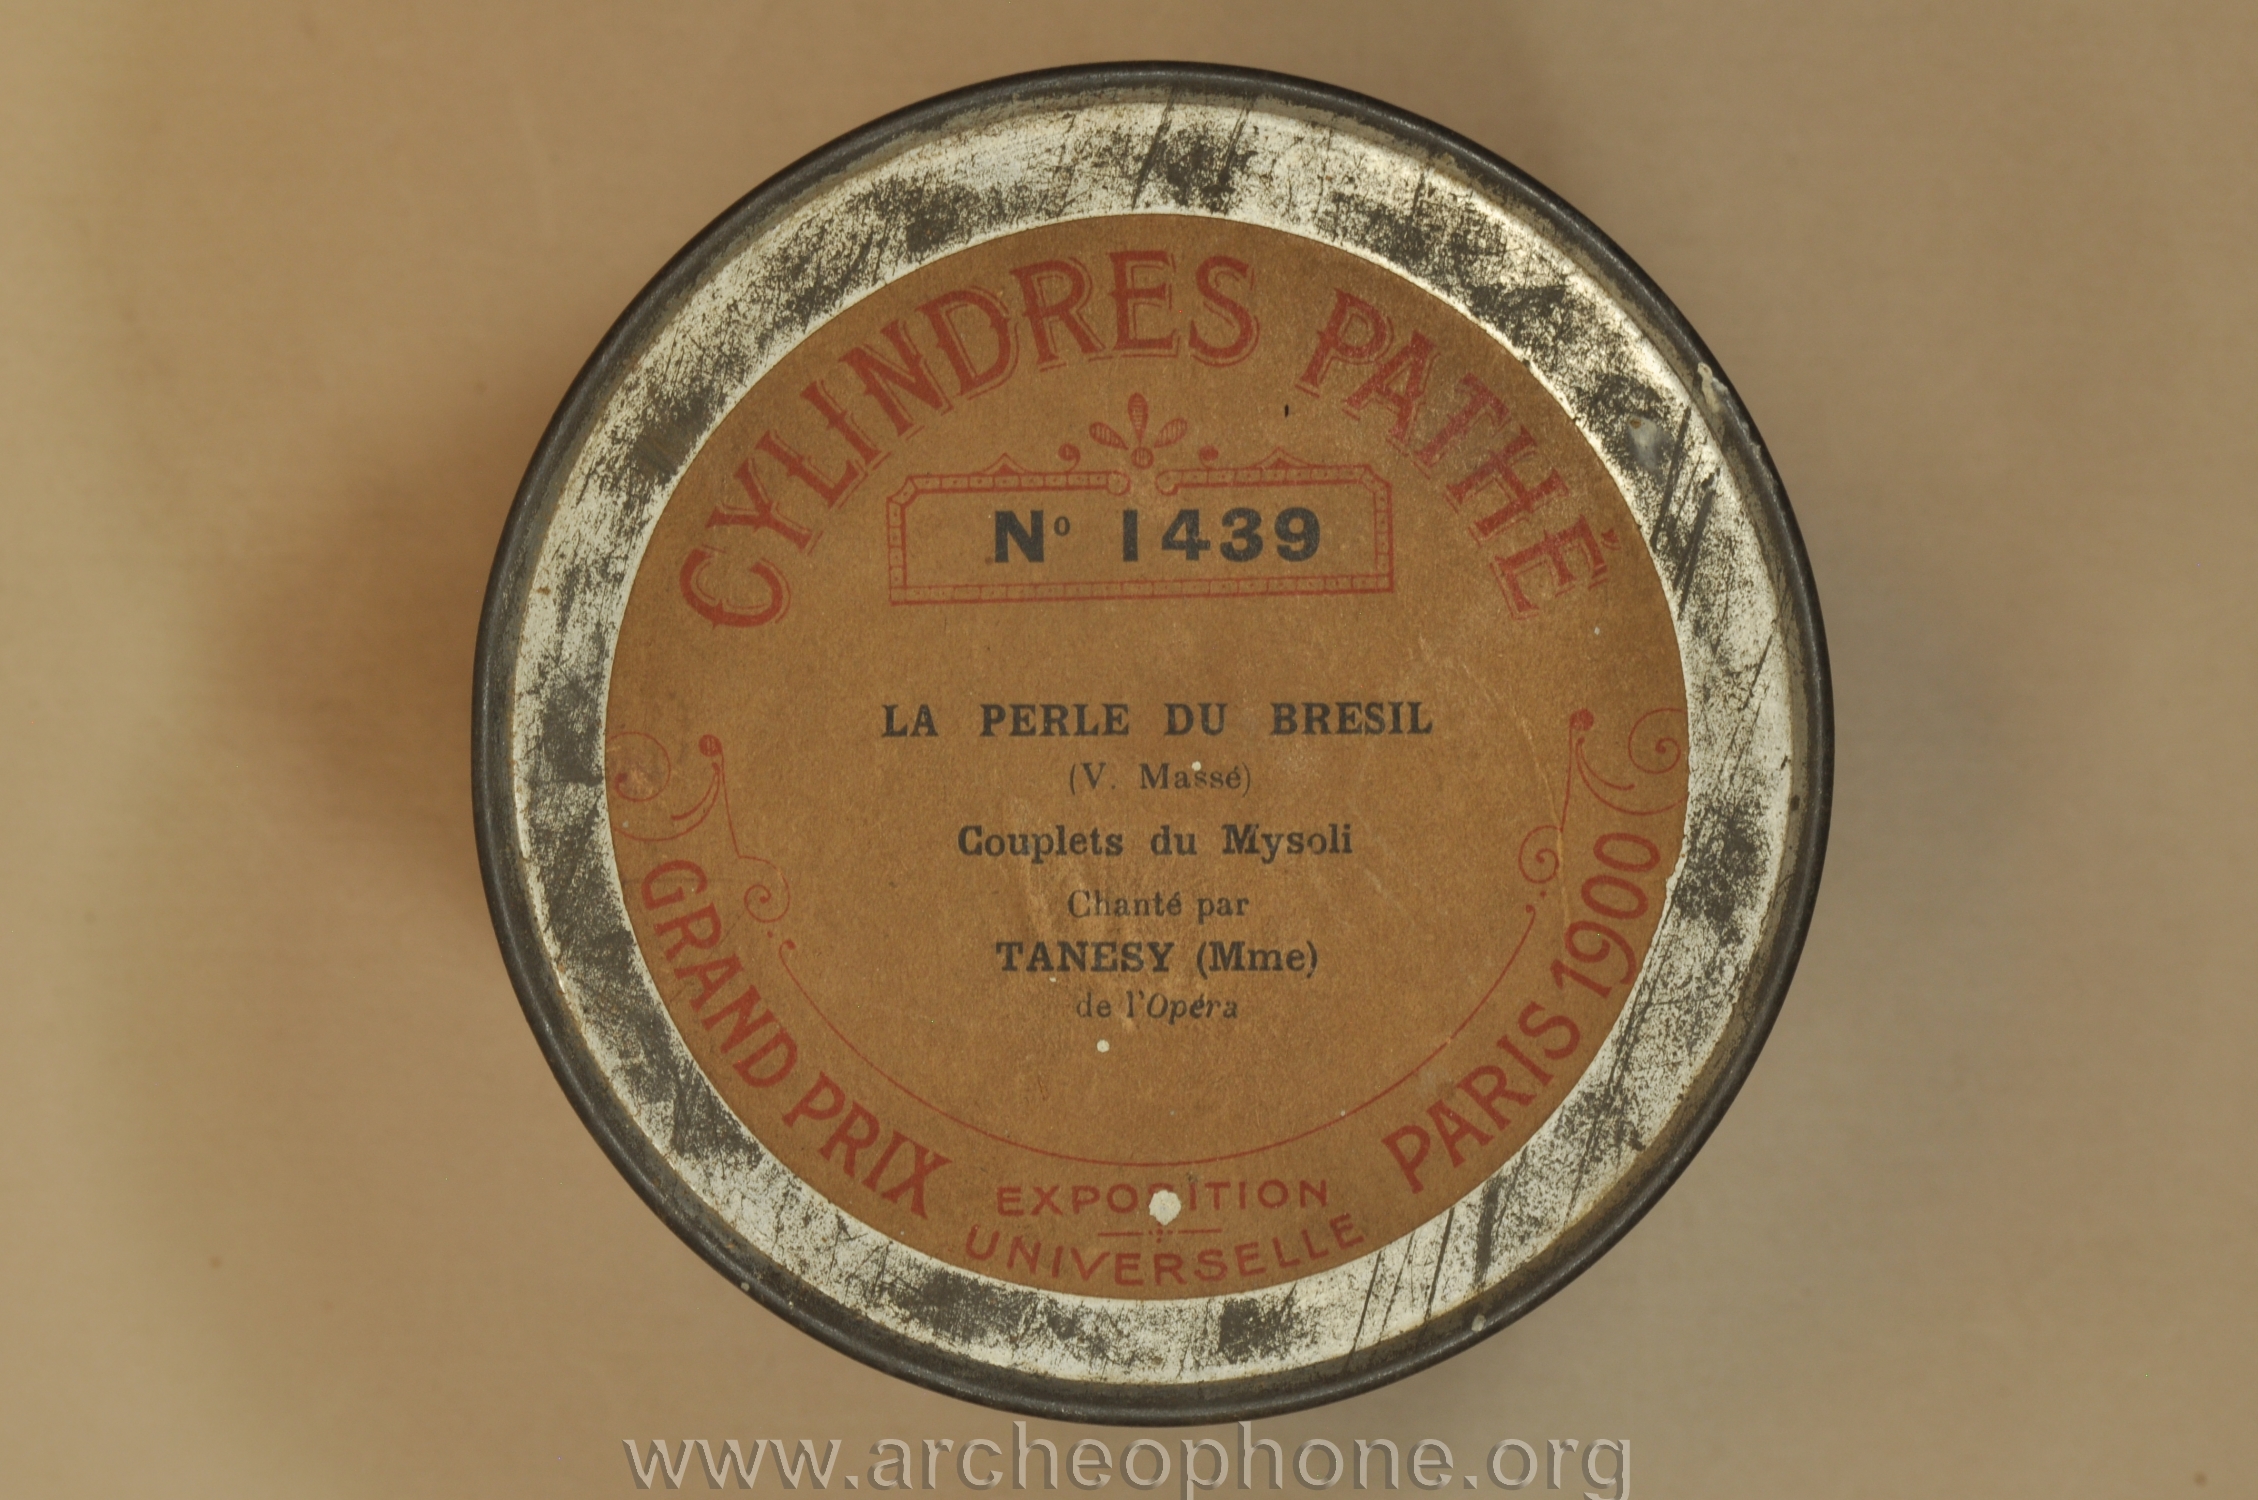 CYLINDRES PATHÉ
Nº 1439
LA PERLE DU BRESIL
(V. Massé)
Couplets du Mysoli
Chanté par
TANESY (Mme)
de l'Opéra
GRAND PRIX
EXPOSITION
UNIVERSELLE
PARIS 1900
www.archeophone.org